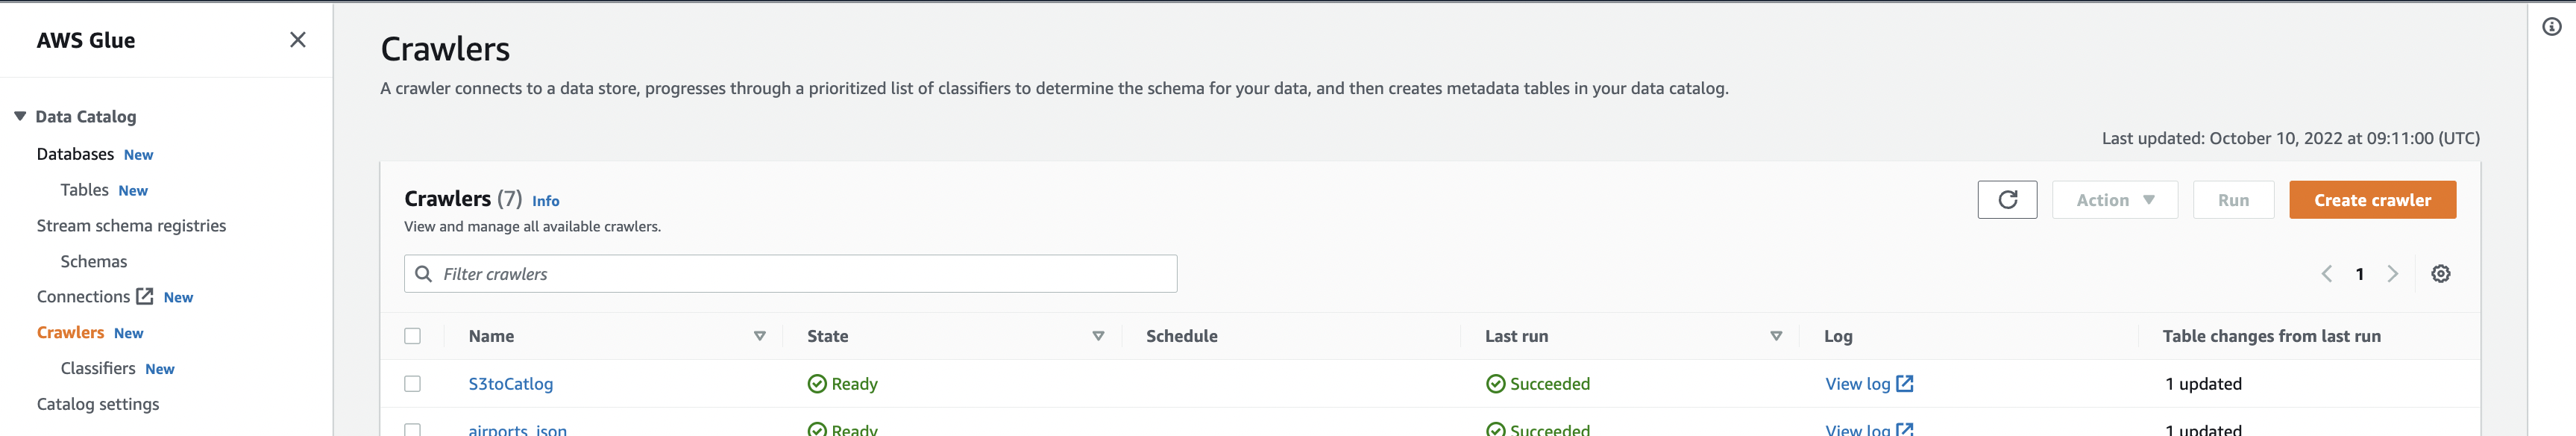 AWS Glue
Data Catalog
Databases New
Tables New
Stream schema registries
Schemas
Connections New
Crawlers New
Classifiers New
Catalog settings
Crawlers
A crawler connects to a data store, progresses through a prioritized list of classifiers to determine the schema for your data, and then creates metadata tables in your data catalog.
Last updated: October 10, 2022 at 09:11:00 (UTC)
Crawlers (7) Info
View and manage all available crawlers.
Action Run Create crawler
Filter crawlers
1
Name State Schedule Last run Log Table changes from last run
S3toCatlog Ready Succeeded View log 1 updated
airports_json Ready Succeeded View log 1 updated